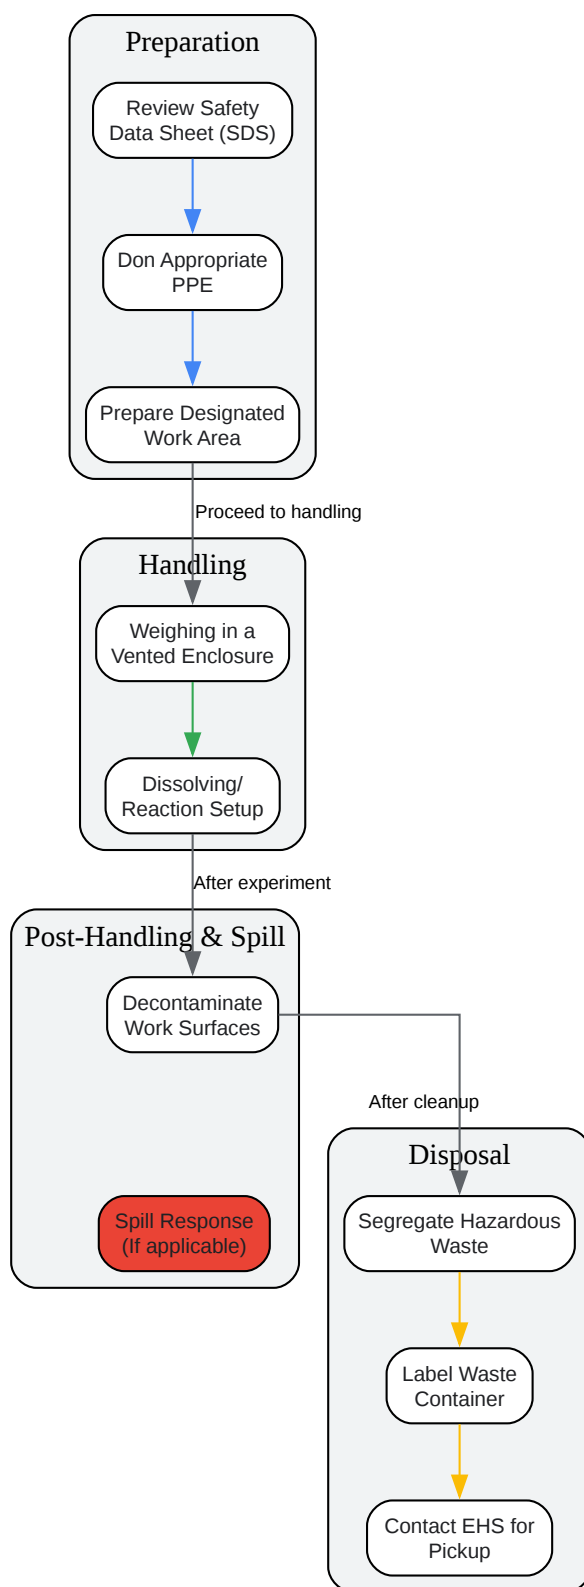 Preparation
Review Safety
Data Sheet (SDS)
Don Appropriate
PPE
Prepare Designated
Work Area
Proceed to handling
Handling
Weighing in a
Vented Enclosure
Dissolving/
Reaction Setup
After experiment
Post-Handling & Spill
Decontaminate
Work Surfaces
After cleanup
Disposal
Spill Response
(If applicable)
Segregate Hazardous
Waste
Label Waste
Container
Contact EHS for
Pickup